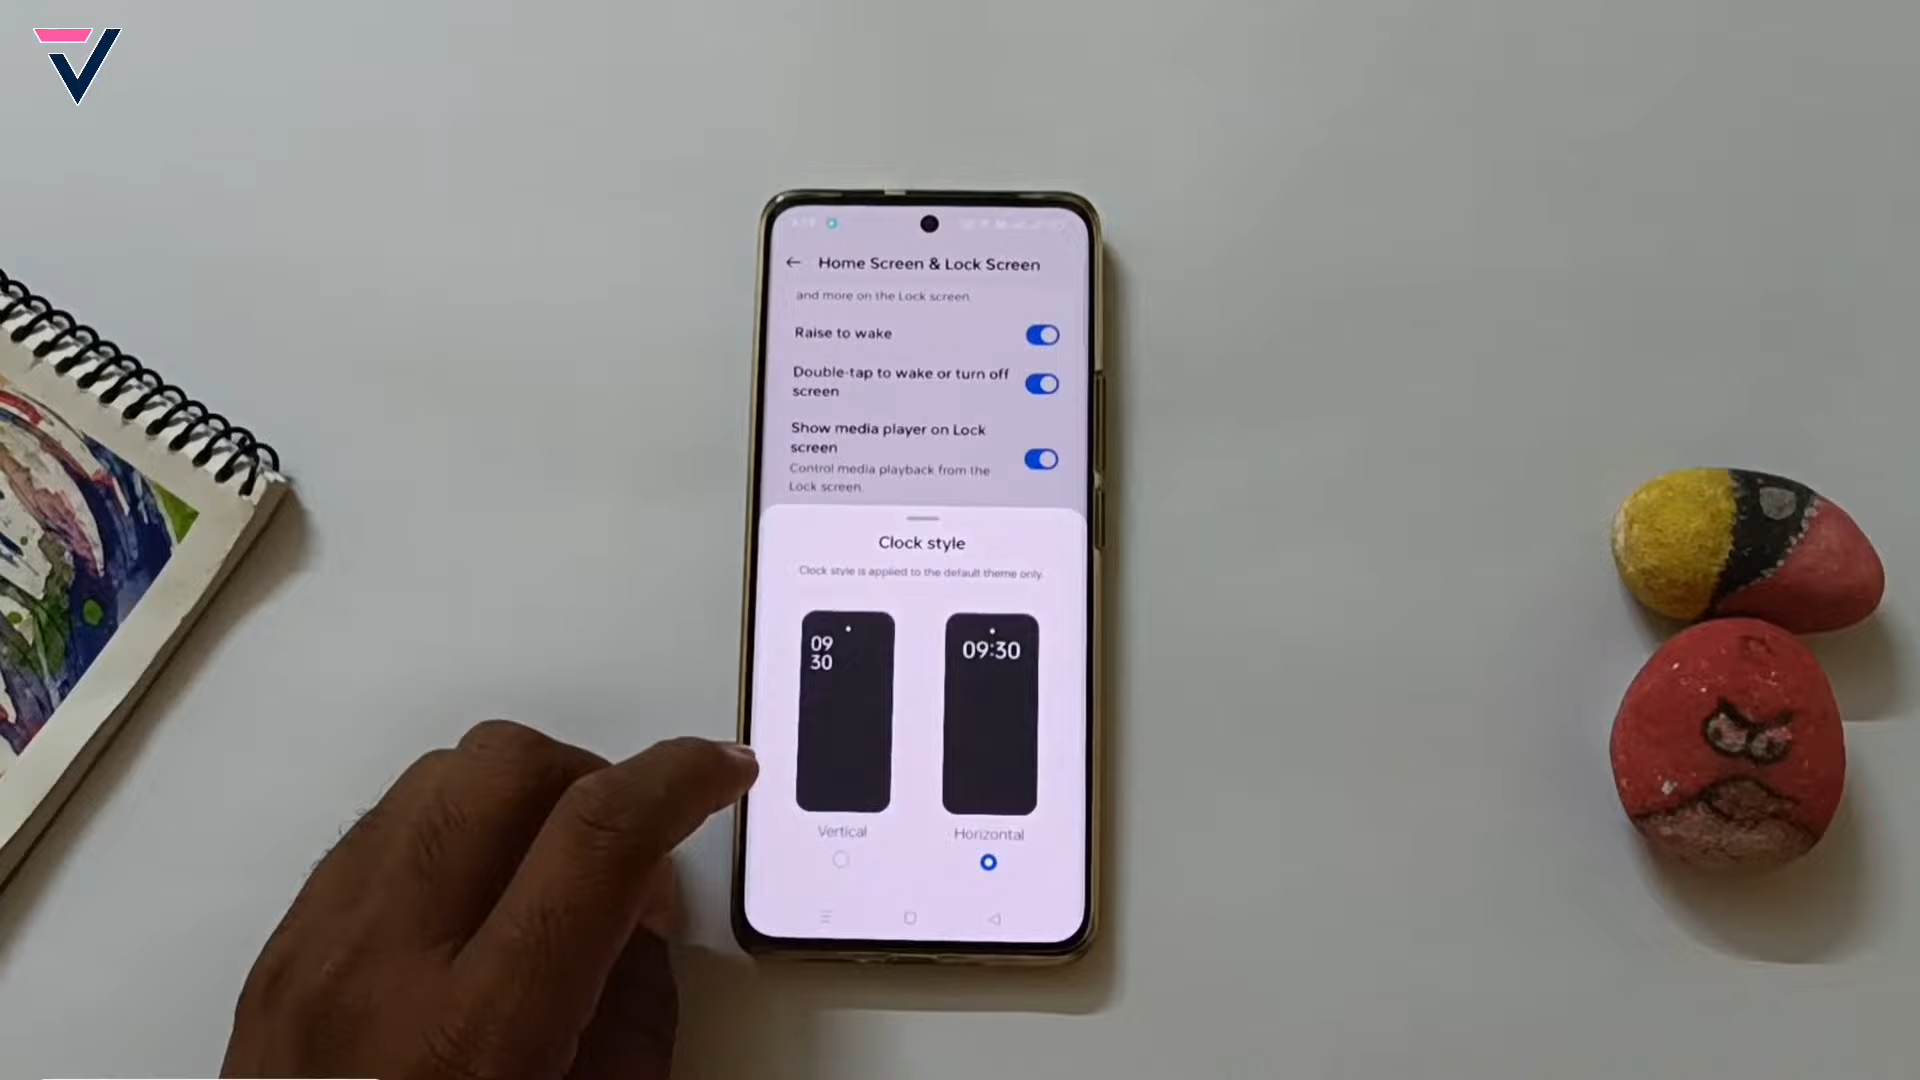 Home Screen & Lock Screen
and more on the Lock screen.
Raise to wake
Double-tap to wake or turn off
screen
Show media player on Lock
screen
Control media playback from the
Lock screen.
Clock style
Clock style is applied to the default theme only.
09
30
09:30
Vertical
Horizontal